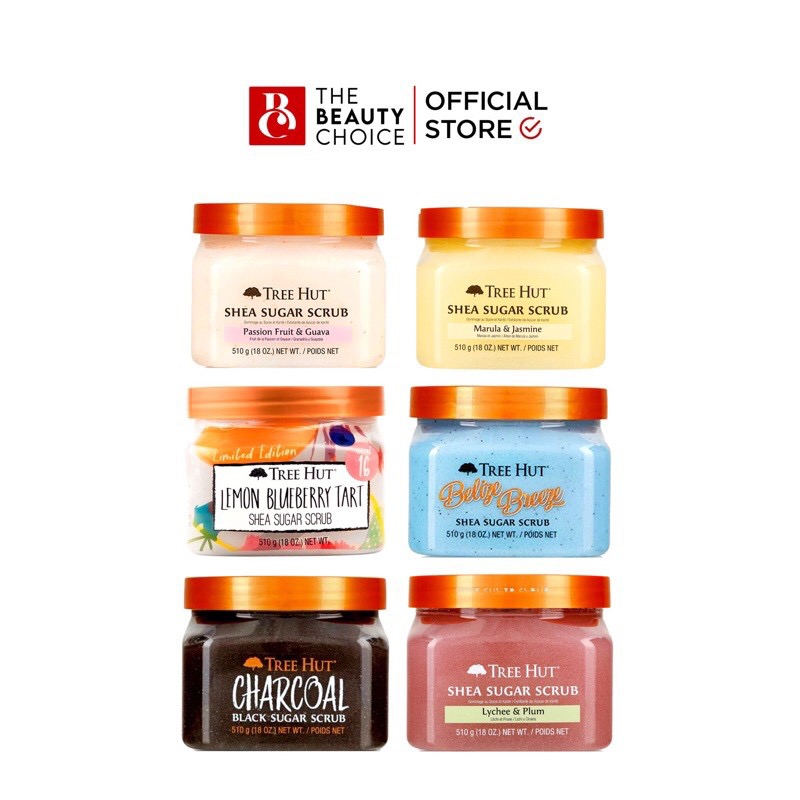 THE
BEAUTY
CHOICE
OFFICIAL
STORE
TREE HUT
SHEA SUGAR SCRUB
Passion Fruit & Guava
510 g (18 OZ.) NET WT. / POIDS NET
TREE HUT
SHEA SUGAR SCRUB
Marula & Jasmine
510 g (18 OZ.) NET WT. / POIDS NET
Limited Edition
16
TREE HUT
LEMON BLUEBERRY TART
SHEA SUGAR SCRUB
510 g (18 OZ.) NET WT.
TREE HUT
Belize Breeze
SHEA SUGAR SCRUB
510 g (18 OZ.) NET WT. / POIDS NET
TREE HUT
CHARCOAL
BLACK SUGAR SCRUB
510 g (18 OZ.) NET WT. / POIDS NET
TREE HUT
SHEA SUGAR SCRUB
Lychee & Plum
510 g (18 OZ.) NET WT. / POIDS NET